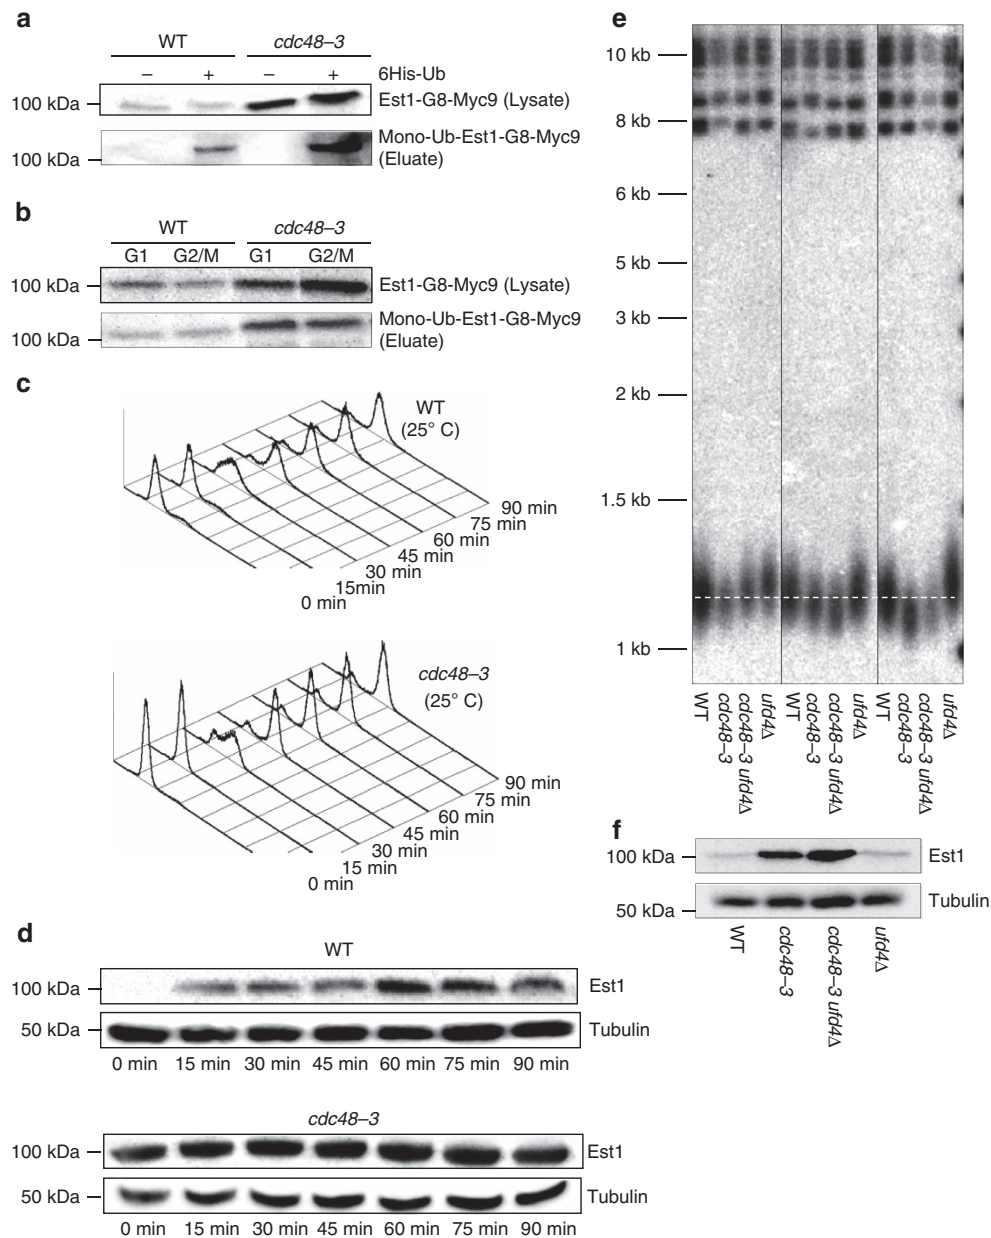 a
WT cdc48–3
– + – + 6His-Ub
100 kDa Est1-G8-Myc9 (Lysate)
100 kDa Mono-Ub-Est1-G8-Myc9
(Eluate)
b
WT cdc48–3
G1 G2/M G1 G2/M
100 kDa Est1-G8-Myc9 (Lysate)
100 kDa Mono-Ub-Est1-G8-Myc9
(Eluate)
c
WT
(25° C)
90 min
75 min
60 min
45 min
30 min
15min
0 min
cdc48–3
(25° C)
90 min
75 min
60 min
45 min
30 min
15 min
0 min
d
WT
100 kDa Est1
50 kDa Tubulin
0 min 15 min 30 min 45 min 60 min 75 min 90 min
cdc48–3
100 kDa Est1
50 kDa Tubulin
0 min 15 min 30 min 45 min 60 min 75 min 90 min
e
10 kb
8 kb
6 kb
5 kb
3 kb
2 kb
1.5 kb
1 kb
WT
cdc48–3
cdc48–3 ufd4Δ
ufd4Δ
WT
cdc48–3
cdc48–3 ufd4Δ
ufd4Δ
WT
cdc48–3
cdc48–3 ufd4Δ
ufd4Δ
f
100 kDa Est1
50 kDa Tubulin
WT
cdc48–3
cdc48–3 ufd4Δ
ufd4Δ